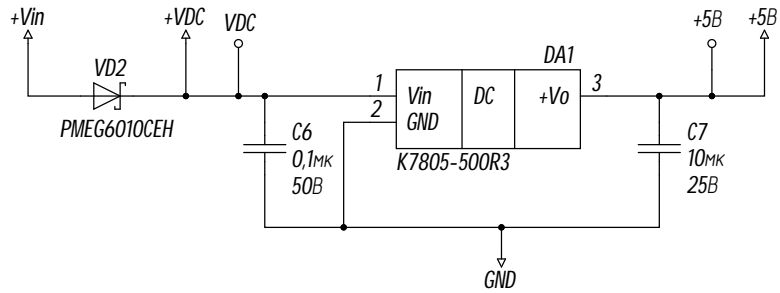 +Vin
+VDC
VDC
+5В
+5В
VD2
DA1
1
Vin
DC
+Vo
3
2
GND
PMEG6010CEH
C6
0,1мк
50В
K7805-500R3
C7
10мк
25В
GND